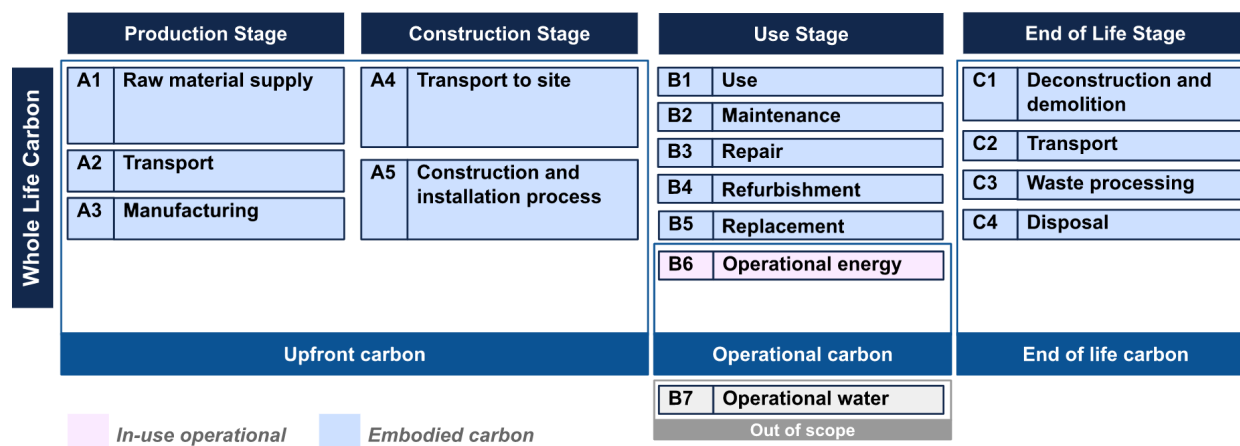 Production Stage
Construction Stage
Use Stage
End of Life Stage
Whole Life Carbon
A1 Raw material supply
A2 Transport
A3 Manufacturing
A4 Transport to site
A5 Construction and
installation process
B1 Use
B2 Maintenance
B3 Repair
B4 Refurbishment
B5 Replacement
B6 Operational energy
C1 Deconstruction and
demolition
C2 Transport
C3 Waste processing
C4 Disposal
Upfront carbon
Operational carbon
End of life carbon
B7 Operational water
Out of scope
In-use operational
Embodied carbon